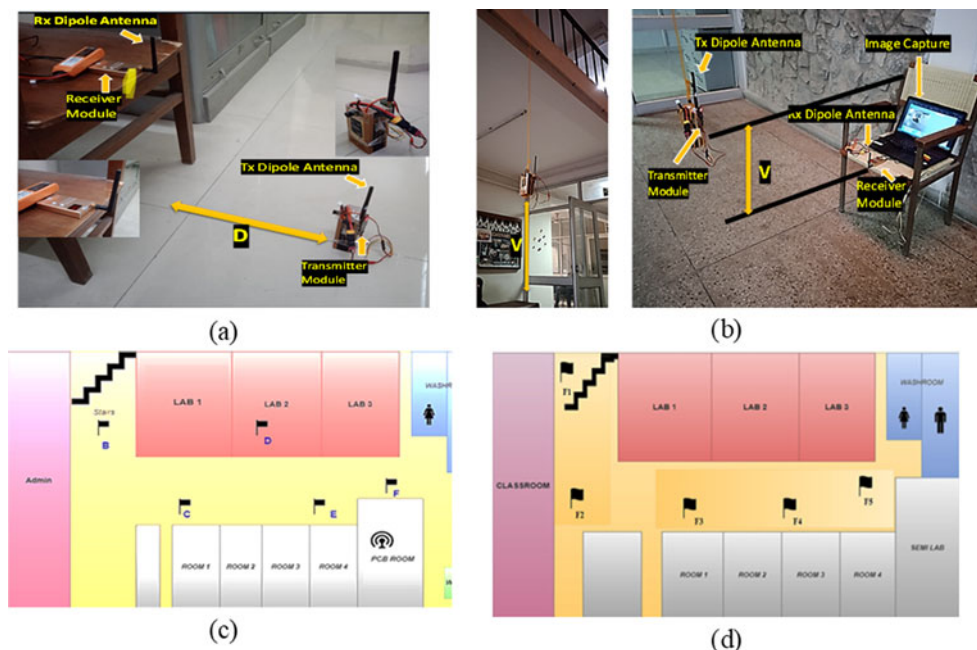 Rx Dipole Antenna
Receiver
Module
Tx Dipole Antenna
D
Transmitter
Module
(a)
V
Tx Dipole Antenna
Image Capture
Rx Dipole Antenna
Transmitter
Module
V
Receiver
Module
(b)
Stars
B
LAB 1
LAB 2
LAB 3
D
Admin
C
E
F
ROOM 1
ROOM 2
ROOM 3
ROOM 4
PCB ROOM
(c)
F1
LAB 1
LAB 2
LAB 3
WASHROOM
CLASSROOM
F2
F3
F4
F5
ROOM 1
ROOM 2
ROOM 3
ROOM 4
SEMI LAB
(d)